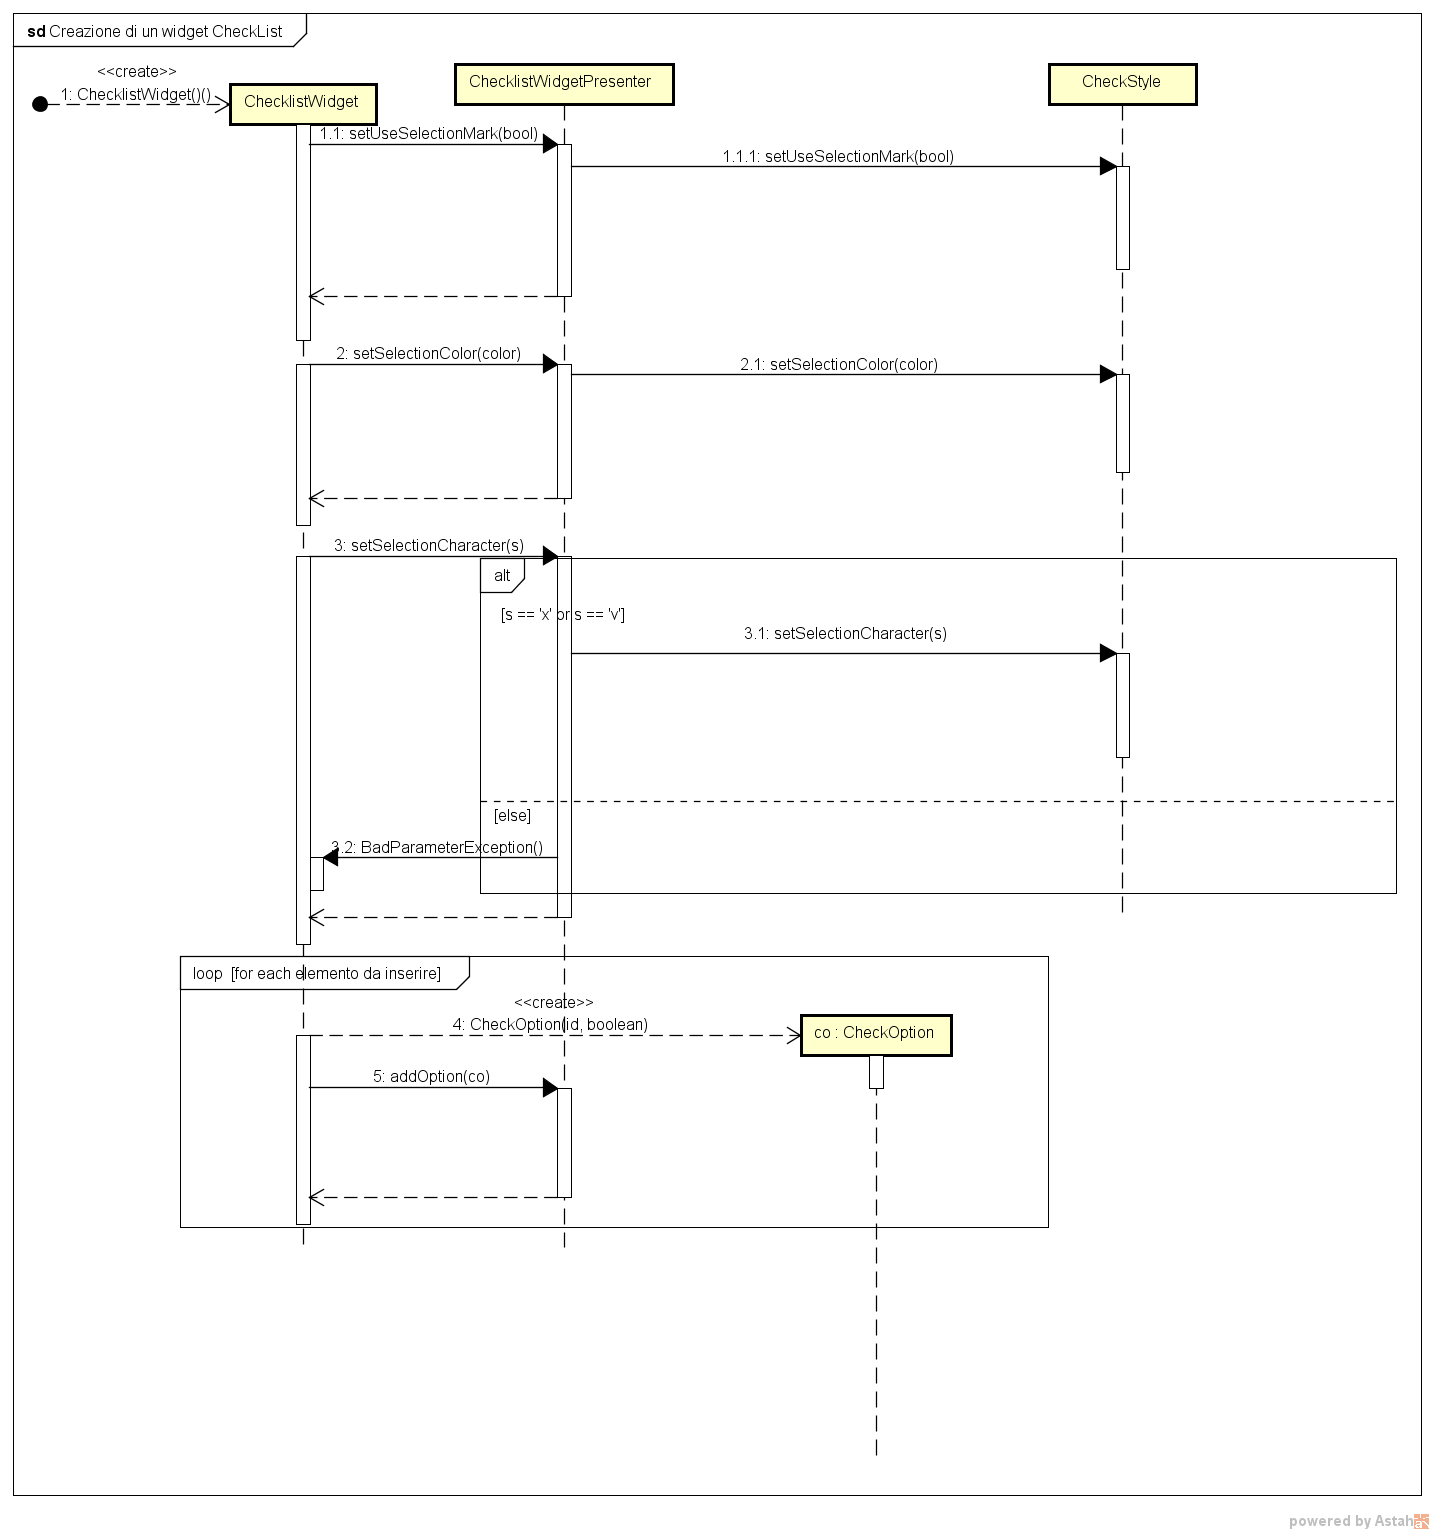 sd Creazione di un widget CheckList
<<create>>
1: ChecklistWidget()()
ChecklistWidget
ChecklistWidgetPresenter
CheckStyle
1.1: setUseSelectionMark(bool)
1.1.1: setUseSelectionMark(bool)
2: setSelectionColor(color)
2.1: setSelectionColor(color)
3: setSelectionCharacter(s)
alt
[s == 'x' or s == 'v']
3.1: setSelectionCharacter(s)
[else]
3.2: BadParameterException()
loop [for each elemento da inserire]
<<create>>
4: CheckOption(id, boolean)
co : CheckOption
5: addOption(co)
powered by Astah